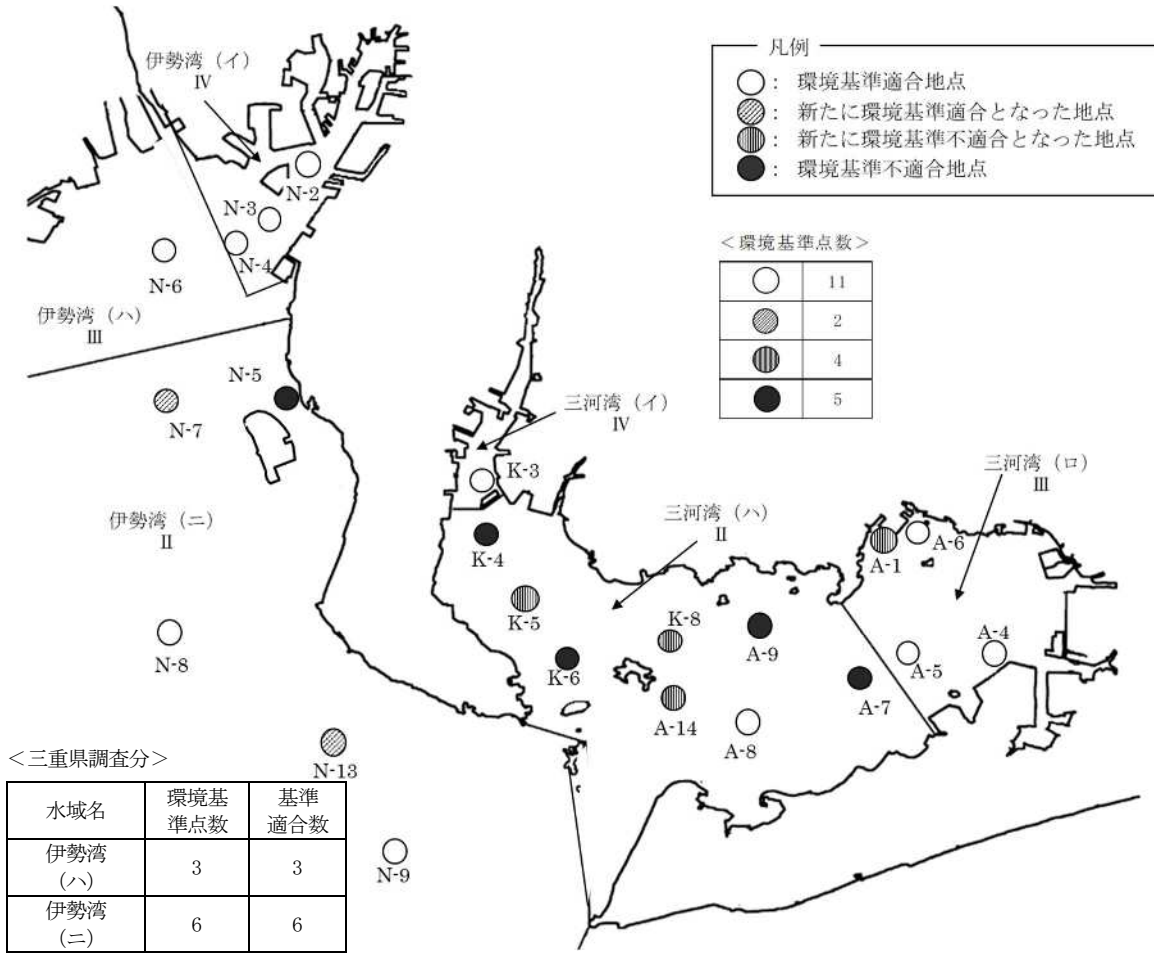 凡例
○: 環境基準適合地点
: 新たに環境基準適合となった地点
: 新たに環境基準不適合となった地点
●: 環境基準不適合地点
<環境基準点数>
11
2
4
5
伊勢湾(イ)
Ⅳ
N-2
N-3
N-4
N-6
伊勢湾(ハ)
Ⅲ
N-5
N-7
伊勢湾(ニ)
Ⅱ
N-8
N-13
N-9
三河湾(イ)
Ⅳ
K-3
K-4
K-5
K-6
三河湾(ハ)
Ⅱ
K-8
A-14
A-9
A-8
A-7
三河湾(ロ)
Ⅲ
A-1
A-6
A-5
A-4
<三重県調査分>
水域名 環境基準点数 基準適合数
伊勢湾(ハ) 3 3
伊勢湾(ニ) 6 6